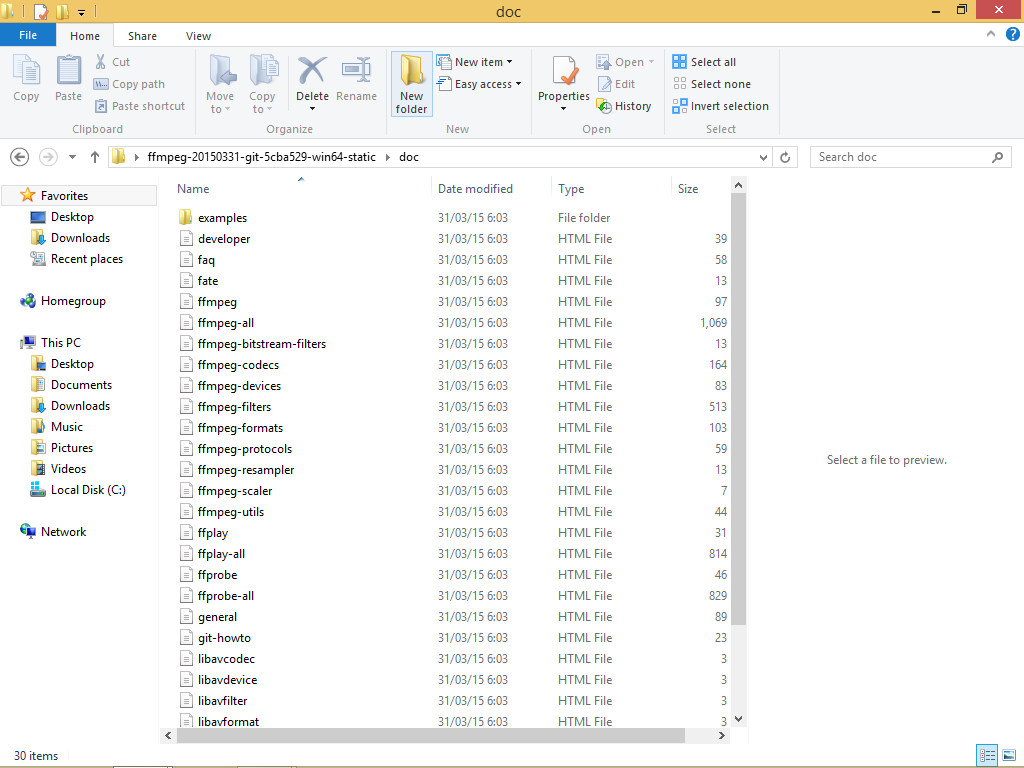 doc
File Home Share View
Copy Paste Cut Copy path Paste shortcut Clipboard
Move to Copy to Delete Rename Organize
New folder New item Easy access New
Properties Open Edit History Open
Select all Select none Invert selection Select
ffmpeg-20150331-git-5cba529-win64-static doc Search doc
Favorites
Desktop
Downloads
Recent places
Homegroup
This PC
Desktop
Documents
Downloads
Music
Pictures
Videos
Local Disk (C:)
Network
Name Date modified Type Size
examples 31/03/15 6:03 File folder
developer 31/03/15 6:03 HTML File 39
faq 31/03/15 6:03 HTML File 58
fate 31/03/15 6:03 HTML File 13
ffmpeg 31/03/15 6:03 HTML File 97
ffmpeg-all 31/03/15 6:03 HTML File 1,069
ffmpeg-bitstream-filters 31/03/15 6:03 HTML File 13
ffmpeg-codecs 31/03/15 6:03 HTML File 164
ffmpeg-devices 31/03/15 6:03 HTML File 83
ffmpeg-filters 31/03/15 6:03 HTML File 513
ffmpeg-formats 31/03/15 6:03 HTML File 103
ffmpeg-protocols 31/03/15 6:03 HTML File 59
ffmpeg-resampler 31/03/15 6:03 HTML File 13
ffmpeg-scaler 31/03/15 6:03 HTML File 7
ffmpeg-utils 31/03/15 6:03 HTML File 44
ffplay 31/03/15 6:03 HTML File 31
ffplay-all 31/03/15 6:03 HTML File 814
ffprobe 31/03/15 6:03 HTML File 46
ffprobe-all 31/03/15 6:03 HTML File 829
general 31/03/15 6:03 HTML File 89
git-howto 31/03/15 6:03 HTML File 23
libavcodec 31/03/15 6:03 HTML File 3
libavdevice 31/03/15 6:03 HTML File 3
libavfilter 31/03/15 6:03 HTML File 3
libavformat 31/03/15 6:03 HTML File 3
Select a file to preview.
30 items